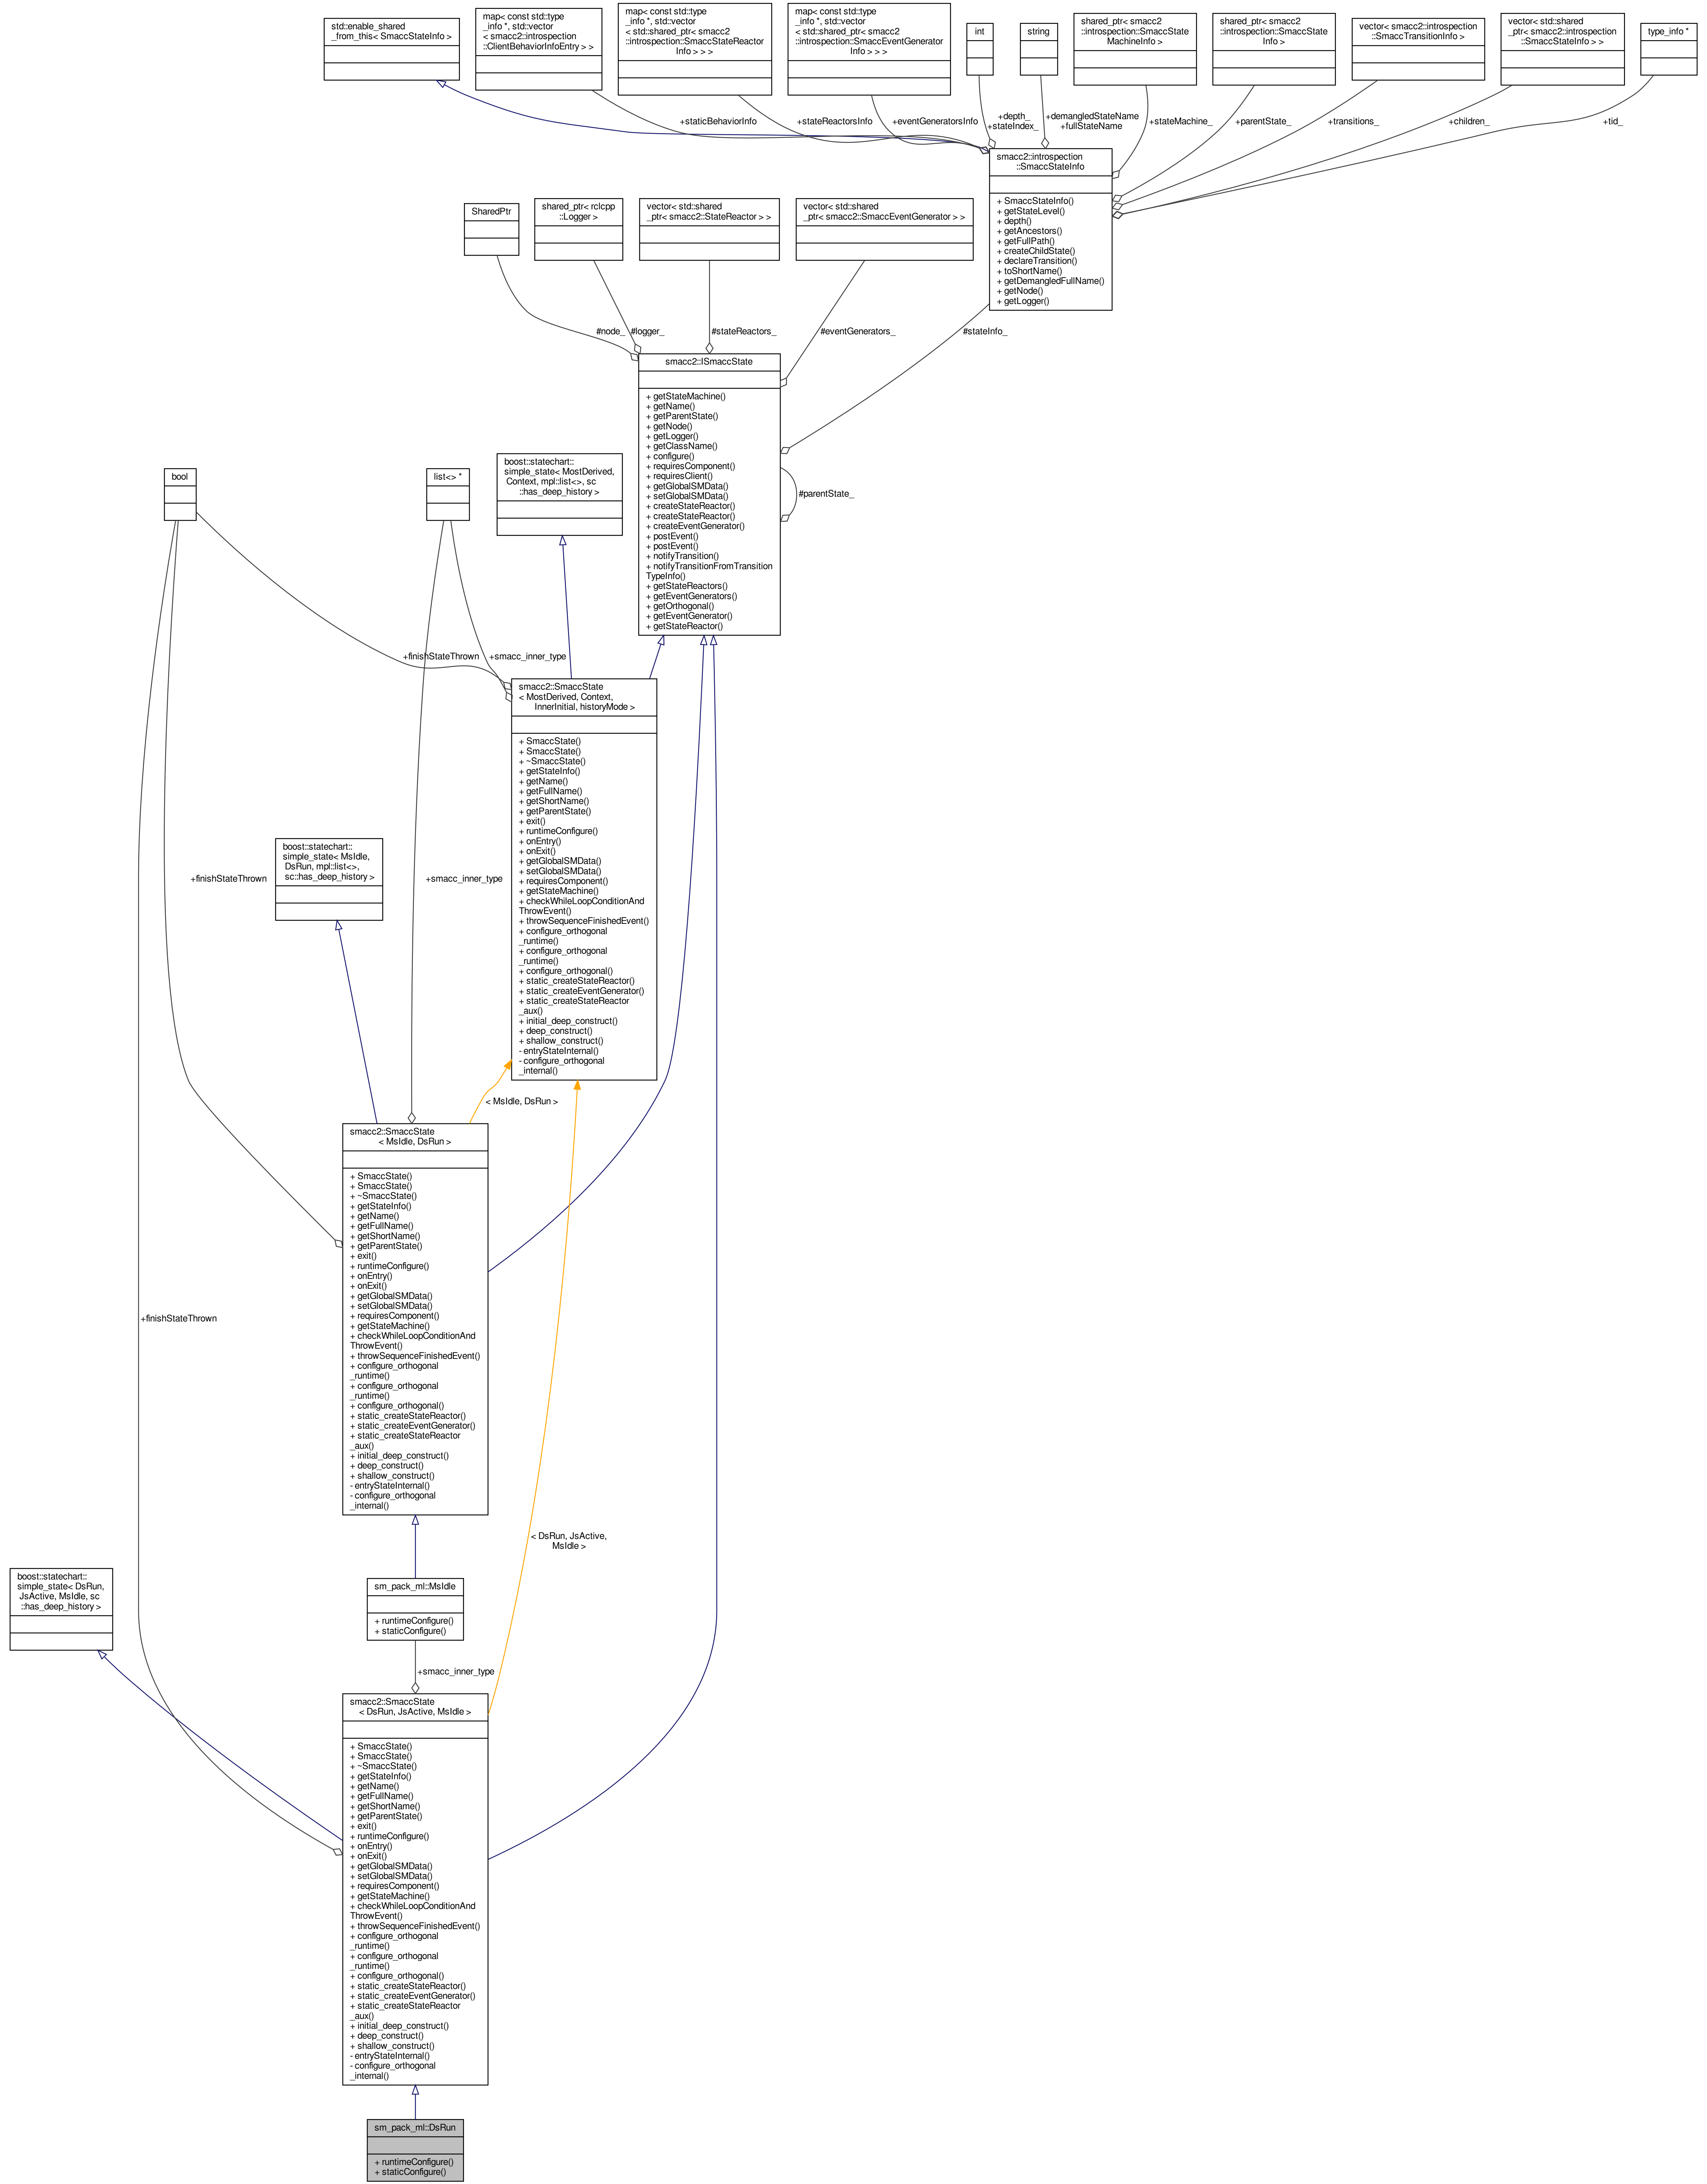 std::enable_shared
_from_this< SmaccStateInfo >
map< const std::type
_info *, std::vector
< smacc2::introspection
::ClientBehaviorInfoEntry > >
map< const std::type
_info *, std::vector
< std::shared_ptr< smacc2
::introspection::SmaccStateReactor
Info > > >
map< const std::type
_info *, std::vector
< std::shared_ptr< smacc2
::introspection::SmaccEventGenerator
Info > > >
int
string
shared_ptr< smacc2
::introspection::SmaccState
MachineInfo >
shared_ptr< smacc2
::introspection::SmaccState
Info >
vector< smacc2::introspection
::SmaccTransitionInfo >
vector< std::shared
_ptr< smacc2::introspection
::SmaccStateInfo > >
type_info *
+staticBehaviorInfo
+stateReactorsInfo
+eventGeneratorsInfo
+depth_
+stateIndex_
+demangledStateName
+fullStateName
+stateMachine_
+parentState_
+transitions_
+children_
+tid_
smacc2::introspection
::SmaccStateInfo
+ SmaccStateInfo()
+ getStateLevel()
+ depth()
+ getAncestors()
+ getFullPath()
+ createChildState()
+ declareTransition()
+ toShortName()
+ getDemangledFullName()
+ getNode()
+ getLogger()
SharedPtr
shared_ptr< rclcpp
::Logger >
vector< std::shared
_ptr< smacc2::StateReactor > >
vector< std::shared
_ptr< smacc2::SmaccEventGenerator > >
#node_
#logger_
#stateReactors_
#eventGenerators_
#stateInfo_
smacc2::ISmaccState
+ getStateMachine()
+ getName()
+ getParentState()
+ getNode()
+ getLogger()
+ getClassName()
+ configure()
+ requiresComponent()
+ requiresClient()
+ getGlobalSMData()
+ setGlobalSMData()
+ createStateReactor()
+ createStateReactor()
+ createEventGenerator()
+ postEvent()
+ postEvent()
+ notifyTransition()
+ notifyTransitionFromTransition
TypeInfo()
+ getStateReactors()
+ getEventGenerators()
+ getOrthogonal()
+ getEventGenerator()
+ getStateReactor()
#parentState_
bool
list<> *
boost::statechart::
simple_state< MostDerived,
Context, mpl::list<>, sc
::has_deep_history >
+finishStateThrown
+smacc_inner_type
smacc2::SmaccState
< MostDerived, Context,
InnerInitial, historyMode >
+ SmaccState()
+ SmaccState()
+ ~SmaccState()
+ getStateInfo()
+ getName()
+ getFullName()
+ getShortName()
+ getParentState()
+ exit()
+ runtimeConfigure()
+ onEntry()
+ onExit()
+ getGlobalSMData()
+ setGlobalSMData()
+ requiresComponent()
+ getStateMachine()
+ checkWhileLoopConditionAnd
ThrowEvent()
+ throwSequenceFinishedEvent()
+ configure_orthogonal
_runtime()
+ configure_orthogonal
_runtime()
+ configure_orthogonal()
+ static_createStateReactor()
+ static_createEventGenerator()
+ static_createStateReactor
_aux()
+ initial_deep_construct()
+ deep_construct()
+ shallow_construct()
- entryStateInternal()
- configure_orthogonal
_internal()
boost::statechart::
simple_state< MsIdle,
DsRun, mpl::list<>,
sc::has_deep_history >
+finishStateThrown
+smacc_inner_type
< MsIdle, DsRun >
smacc2::SmaccState
< MsIdle, DsRun >
+ SmaccState()
+ SmaccState()
+ ~SmaccState()
+ getStateInfo()
+ getName()
+ getFullName()
+ getShortName()
+ getParentState()
+ exit()
+ runtimeConfigure()
+ onEntry()
+ onExit()
+ getGlobalSMData()
+ setGlobalSMData()
+ requiresComponent()
+ getStateMachine()
+ checkWhileLoopConditionAnd
ThrowEvent()
+ throwSequenceFinishedEvent()
+ configure_orthogonal
_runtime()
+ configure_orthogonal
_runtime()
+ configure_orthogonal()
+ static_createStateReactor()
+ static_createEventGenerator()
+ static_createStateReactor
_aux()
+ initial_deep_construct()
+ deep_construct()
+ shallow_construct()
- entryStateInternal()
- configure_orthogonal
_internal()
+finishStateThrown
< DsRun, JsActive,
MsIdle >
boost::statechart::
simple_state< DsRun,
JsActive, MsIdle, sc
::has_deep_history >
sm_pack_ml::MsIdle
+ runtimeConfigure()
+ staticConfigure()
+smacc_inner_type
smacc2::SmaccState
< DsRun, JsActive, MsIdle >
+ SmaccState()
+ SmaccState()
+ ~SmaccState()
+ getStateInfo()
+ getName()
+ getFullName()
+ getShortName()
+ getParentState()
+ exit()
+ runtimeConfigure()
+ onEntry()
+ onExit()
+ getGlobalSMData()
+ setGlobalSMData()
+ requiresComponent()
+ getStateMachine()
+ checkWhileLoopConditionAnd
ThrowEvent()
+ throwSequenceFinishedEvent()
+ configure_orthogonal
_runtime()
+ configure_orthogonal
_runtime()
+ configure_orthogonal()
+ static_createStateReactor()
+ static_createEventGenerator()
+ static_createStateReactor
_aux()
+ initial_deep_construct()
+ deep_construct()
+ shallow_construct()
- entryStateInternal()
- configure_orthogonal
_internal()
sm_pack_ml::DsRun
+ runtimeConfigure()
+ staticConfigure()